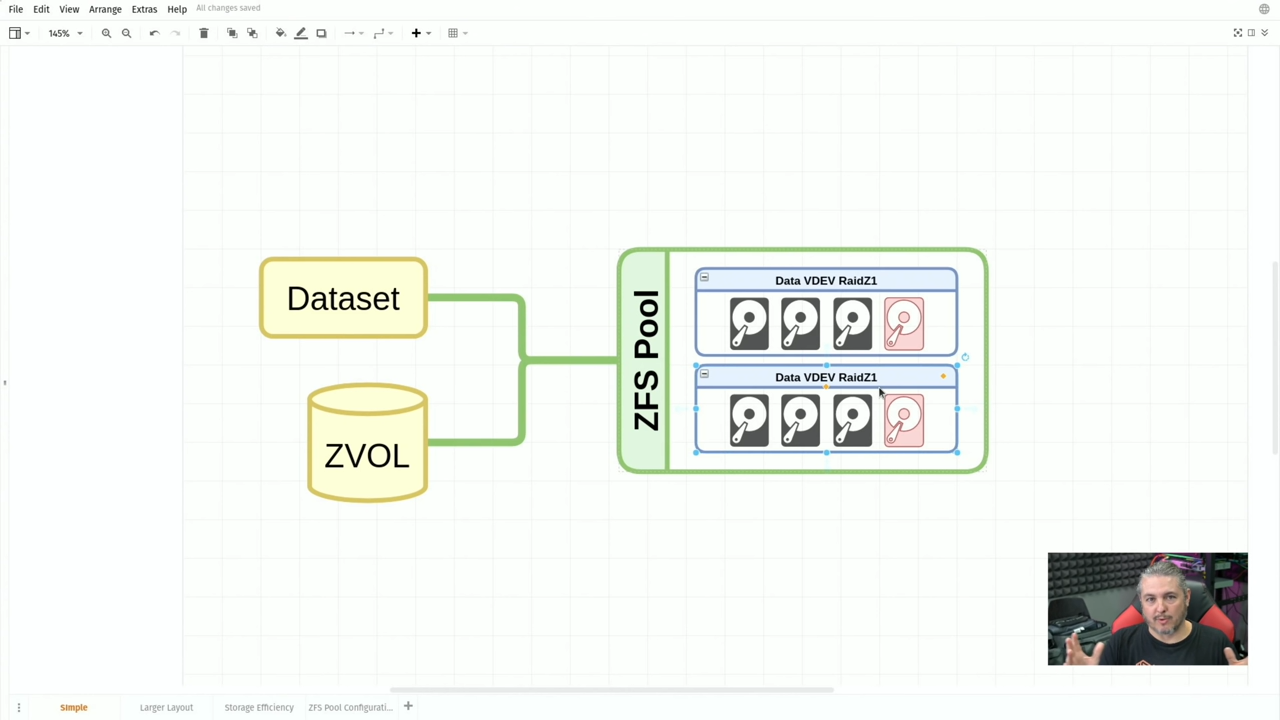 File Edit View Arrange Extras Help All changes saved
145%
Dataset
ZVOL
ZFS Pool
Data VDEV RaidZ1
Data VDEV RaidZ1
SImple Larger Layout Storage Efficiency ZFS Pool Configurati...